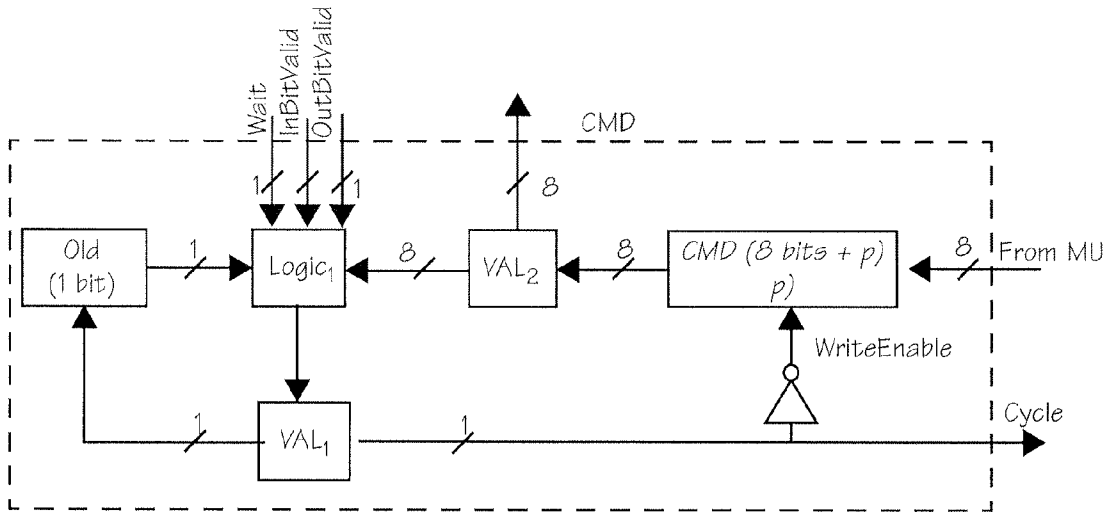 Wait
InBitValid
OutBitValid
CMD
1
1
8
Old
(1 bit)
1
Logic1
8
VAL2
8
CMD (8 bits + p)
p)
8
From MU
WriteEnable
1
VAL1
1
Cycle